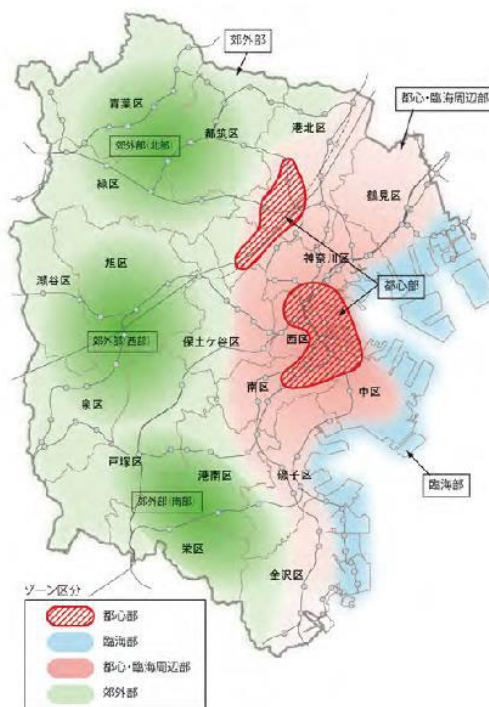 郊外部
都心・臨海周辺部
青葉区
都筑区
港北区
郊外部(北部)
緑区
鶴見区
旭区
神奈川区
瀬谷区
都心部
郊外部(西部)
保土ケ谷区
西区
泉区
南区
中区
戸塚区
港南区
磯子区
臨海部
郊外部(南部)
栄区
金沢区
ゾーン区分
都心部
臨海部
都心・臨海周辺部
郊外部